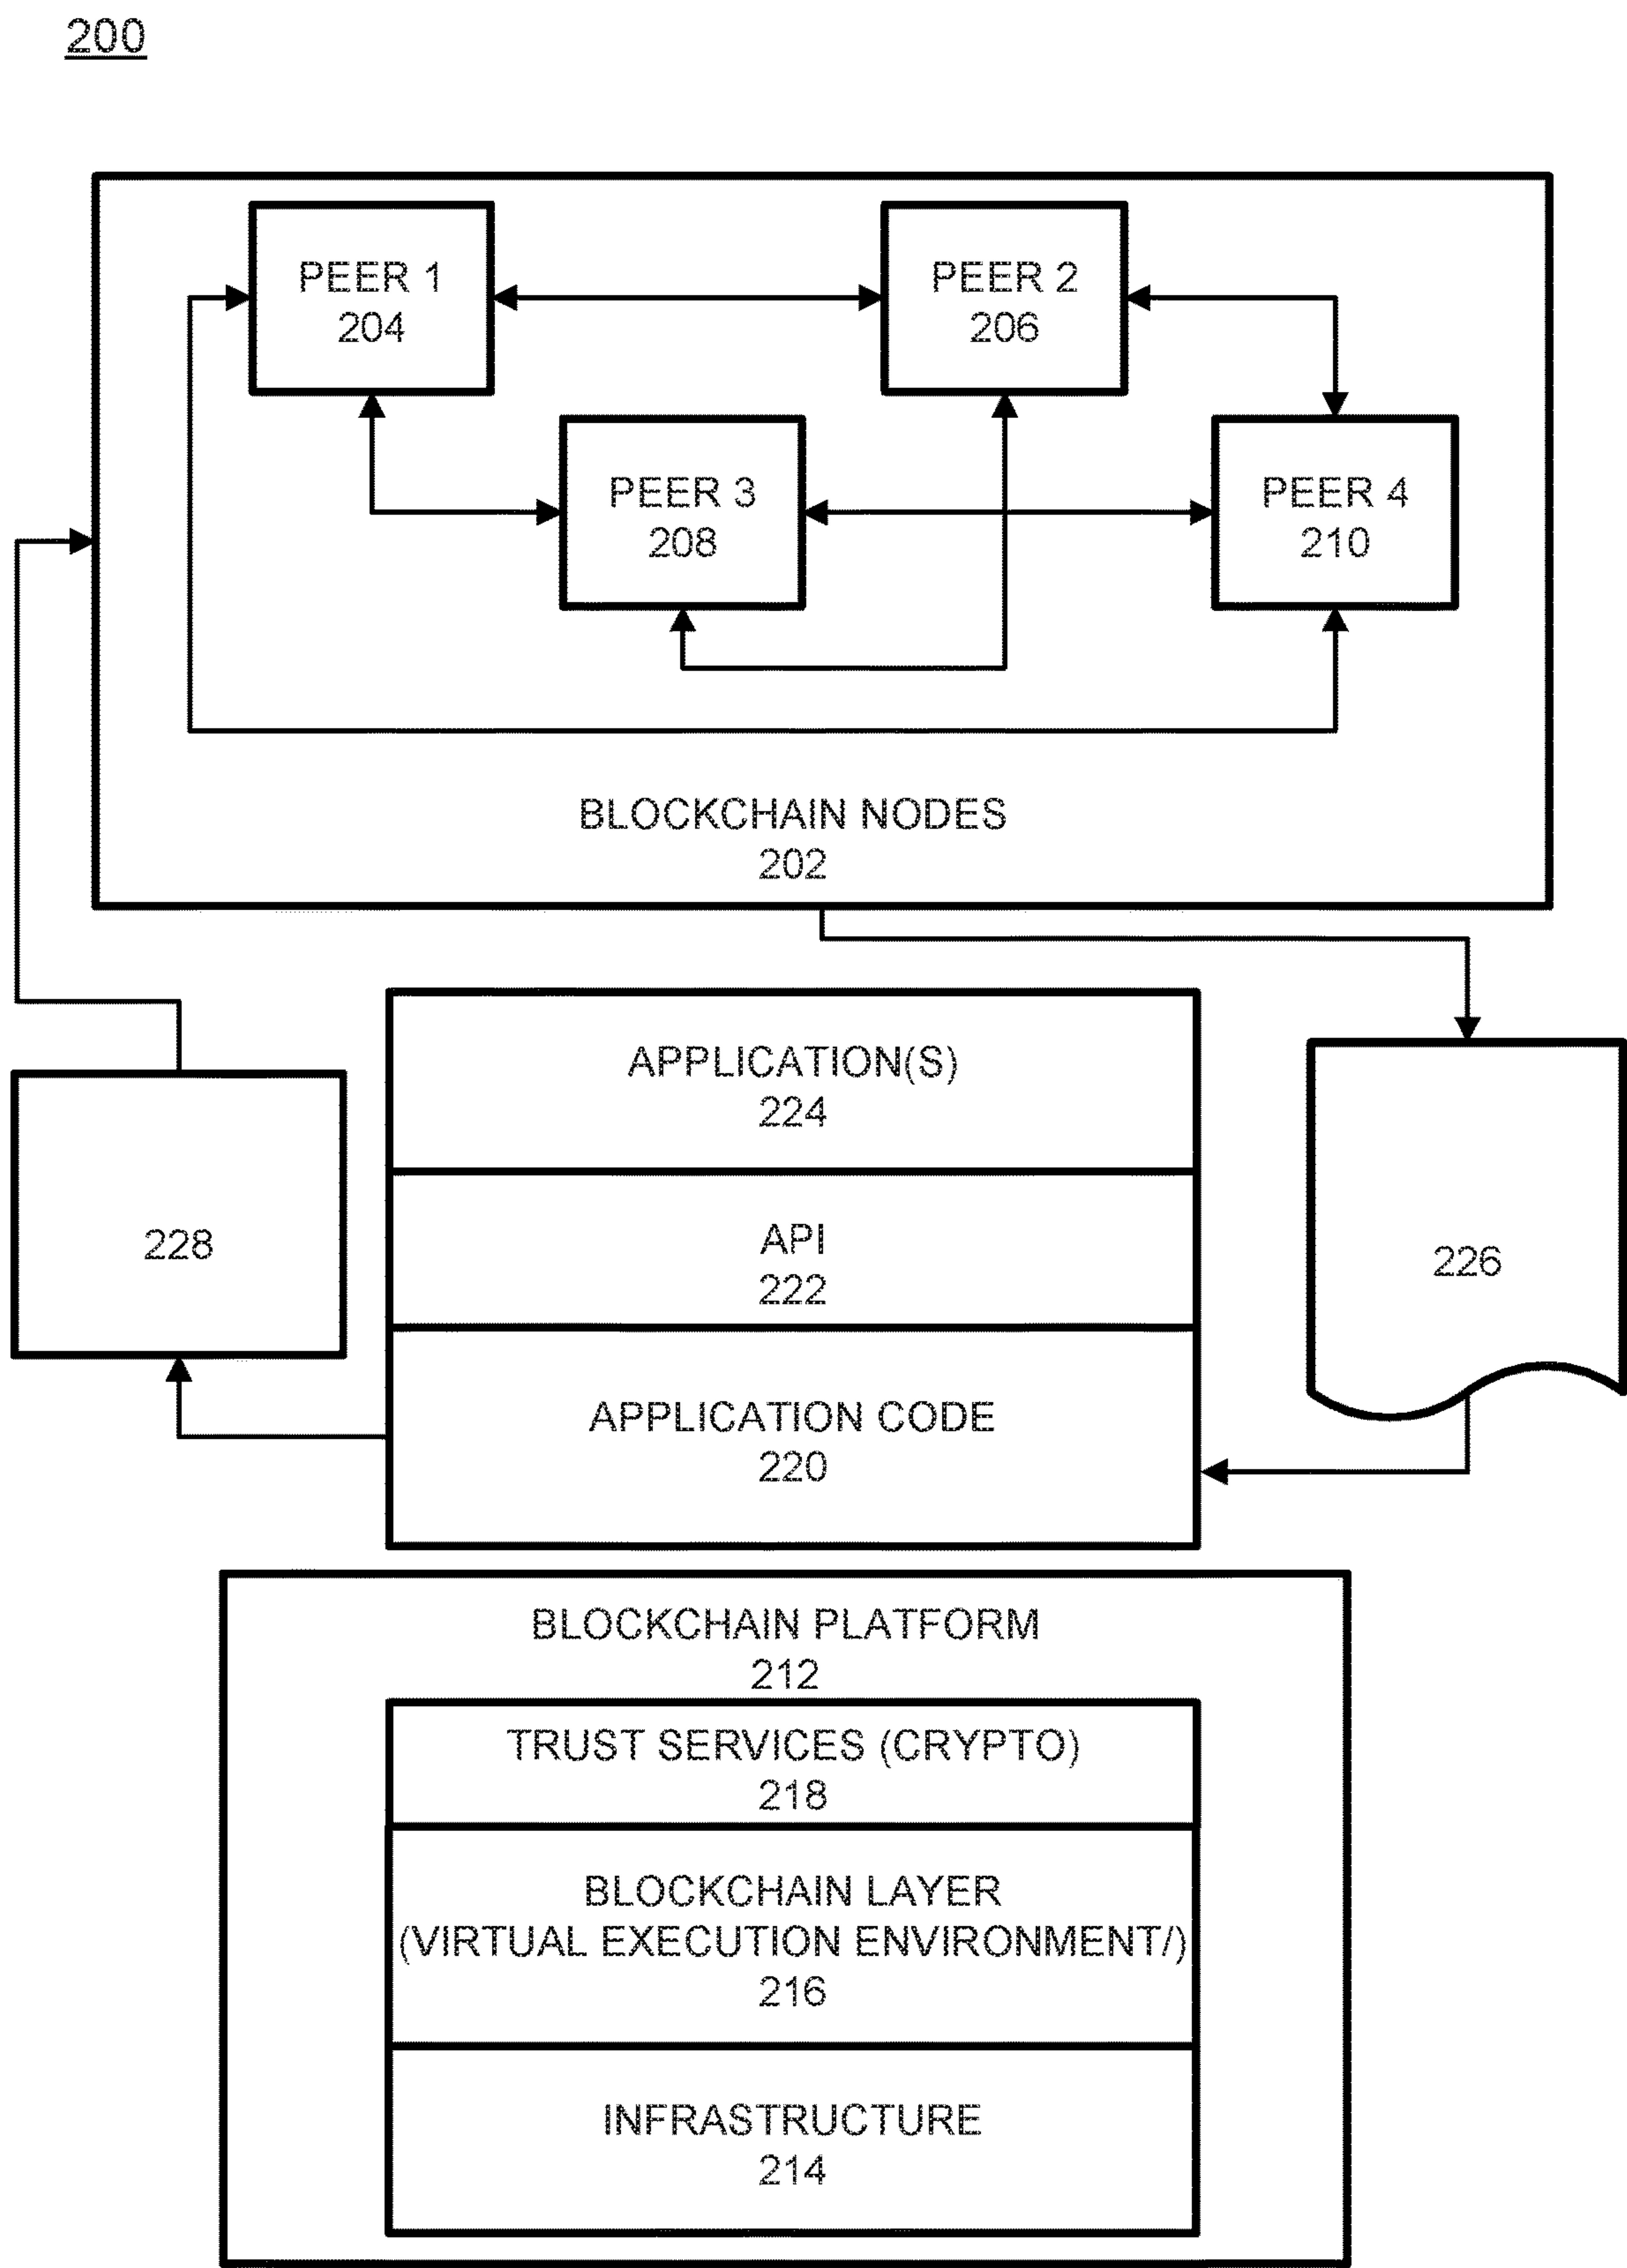 200
PEER 1
204
PEER 2
206
PEER 3
208
PEER 4
210
BLOCKCHAIN NODES
202
APPLICATION(S)
224
API
222
228
226
APPLICATION CODE
220
BLOCKCHAIN PLATFORM
212
TRUST SERVICES (CRYPTO)
218
BLOCKCHAIN LAYER
(VIRTUAL EXECUTION ENVIRONMENT/)
216
INFRASTRUCTURE
214